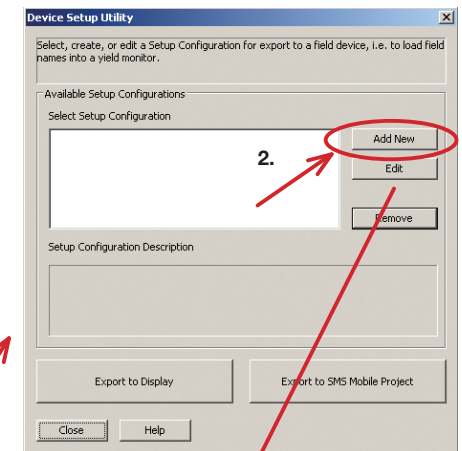 Device Setup Utility
Select, create, or edit a Setup Configuration for export to a field device, i.e. to load field
names into a yield monitor.
Available Setup Configurations
Select Setup Configuration
Add New
2.
Edit
Remove
Setup Configuration Description
Export to Display
Export to SMS Mobile Project
Close
Help